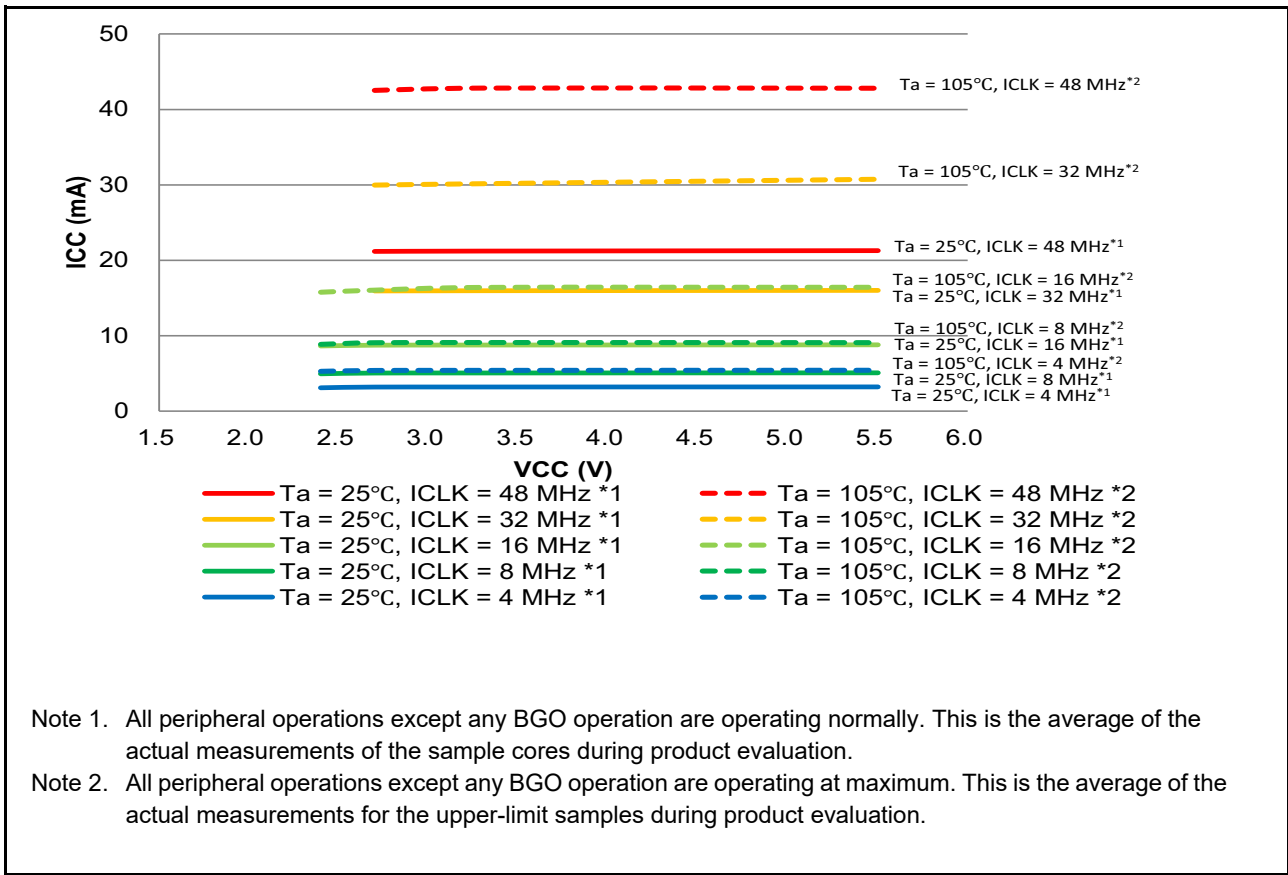 50
40
30
20
10
0
ICC (mA)
Ta = 105℃, ICLK = 48 MHz*2
Ta = 105℃, ICLK = 32 MHz*2
Ta = 25℃, ICLK = 48 MHz*1
Ta = 105℃, ICLK = 16 MHz*2
Ta = 25℃, ICLK = 32 MHz*1
Ta = 105℃, ICLK = 8 MHz*2
Ta = 25℃, ICLK = 16 MHz*1
Ta = 105℃, ICLK = 4 MHz*2
Ta = 25℃, ICLK = 8 MHz*1
Ta = 25℃, ICLK = 4 MHz*1
1.5 2.0 2.5 3.0 3.5 4.0 4.5 5.0 5.5 6.0
VCC (V)
Ta = 25℃, ICLK = 48 MHz *1
Ta = 105℃, ICLK = 48 MHz *2
Ta = 25℃, ICLK = 32 MHz *1
Ta = 105℃, ICLK = 32 MHz *2
Ta = 25℃, ICLK = 16 MHz *1
Ta = 105℃, ICLK = 16 MHz *2
Ta = 25℃, ICLK = 8 MHz *1
Ta = 105℃, ICLK = 8 MHz *2
Ta = 25℃, ICLK = 4 MHz *1
Ta = 105℃, ICLK = 4 MHz *2
Note 1. All peripheral operations except any BGO operation are operating normally. This is the average of the
actual measurements of the sample cores during product evaluation.
Note 2. All peripheral operations except any BGO operation are operating at maximum. This is the average of the
actual measurements for the upper-limit samples during product evaluation.